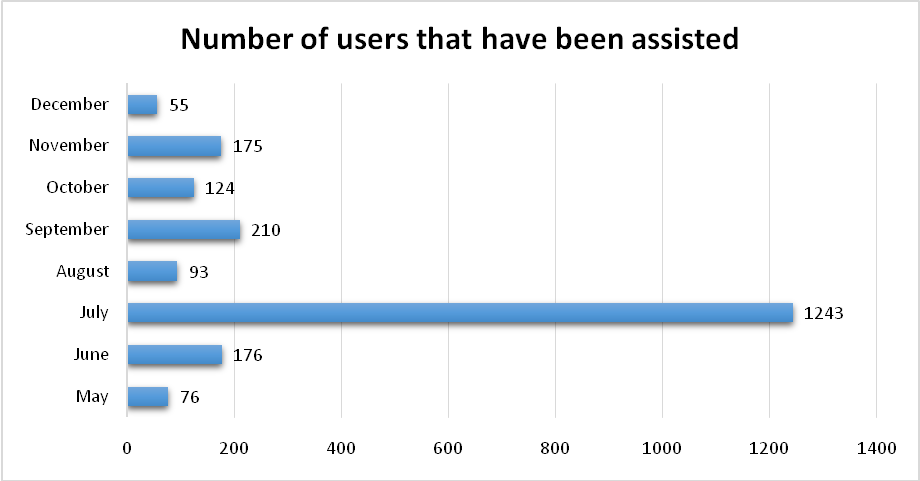 Number of users that have been assisted
December 55
November 175
October 124
September 210
August 93
July 1243
June 176
May 76
0 200 400 600 800 1000 1200 1400